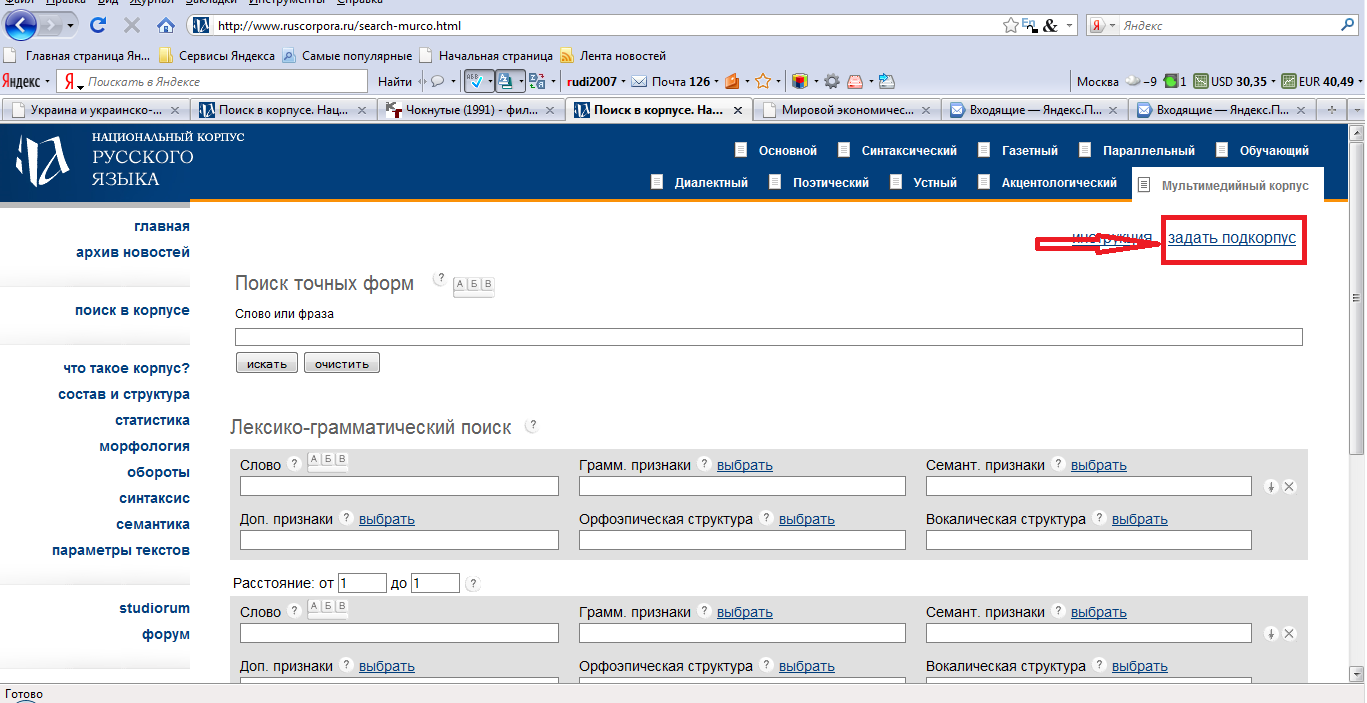 Файл Правка Вид Журнал Закладки Инструменты Справка
http://www.ruscorpora.ru/search-murco.html
Яндекс
Главная страница Ян... Сервисы Яндекса Самые популярные Начальная страница Лента новостей
Яндекс Поискать в Яндексе Найти rudi2007 Почта 126 Москва −9 1 USD 30,35 EUR 40,49
Украина и украинско-... Поиск в корпусе. Нац... Чокнутые (1991) - фил... Поиск в корпусе. На... Мировой экономичес... Входящие — Яндекс.П... Входящие — Яндекс.П...
НАЦИОНАЛЬНЫЙ КОРПУС
РУССКОГО
ЯЗЫКА
Основной Синтаксический Газетный Параллельный Обучающий
Диалектный Поэтический Устный Акцентологический Мультимедийный корпус
главная
архив новостей
поиск в корпусе
что такое корпус?
состав и структура
статистика
морфология
обороты
синтаксис
семантика
параметры текстов
studiorum
форум
инструкция задать подкорпус
Поиск точных форм ? А Б В
Слово или фраза
искать очистить
Лексико-грамматический поиск ?
Слово ? А Б В Грамм. признаки ? выбрать Семант. признаки ? выбрать
Доп. признаки ? выбрать Орфоэпическая структура ? выбрать Вокалическая структура ? выбрать
Расстояние: от 1 до 1 ?
Слово ? А Б В Грамм. признаки ? выбрать Семант. признаки ? выбрать
Доп. признаки ? выбрать Орфоэпическая структура ? выбрать Вокалическая структура ? выбрать
Готово